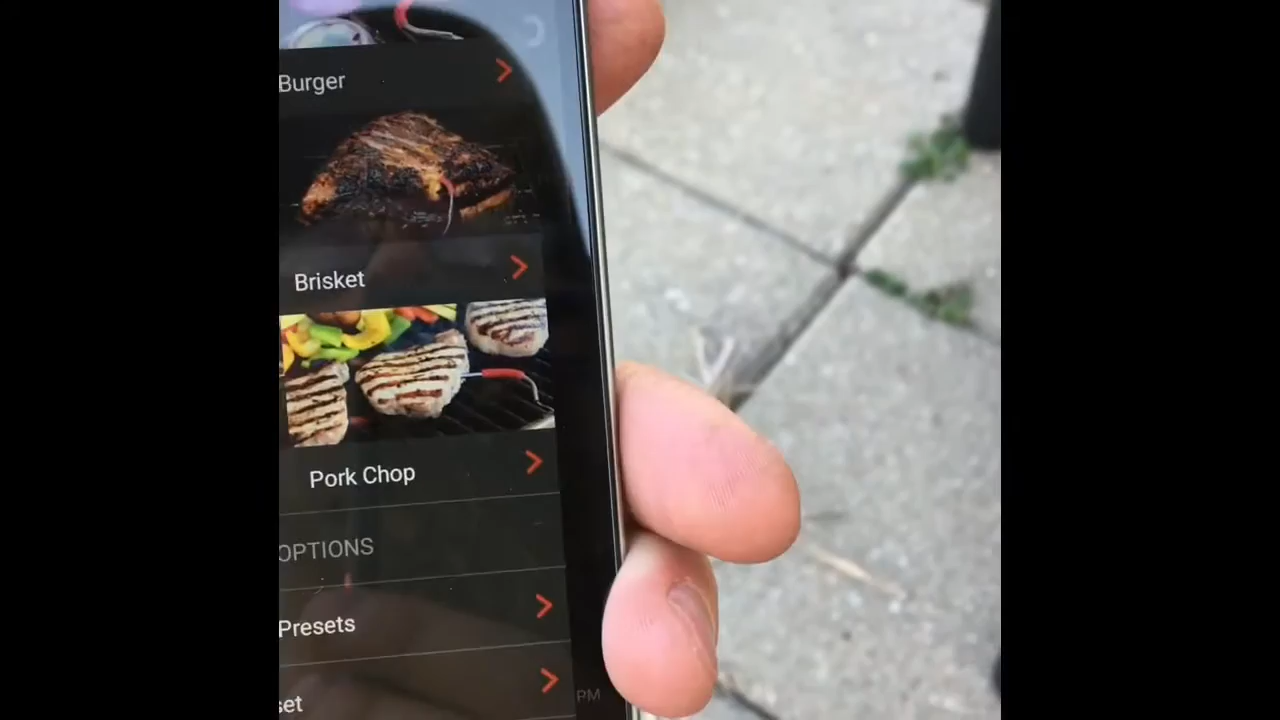 Burger
Brisket
Pork Chop
OPTIONS
Presets
set
PM